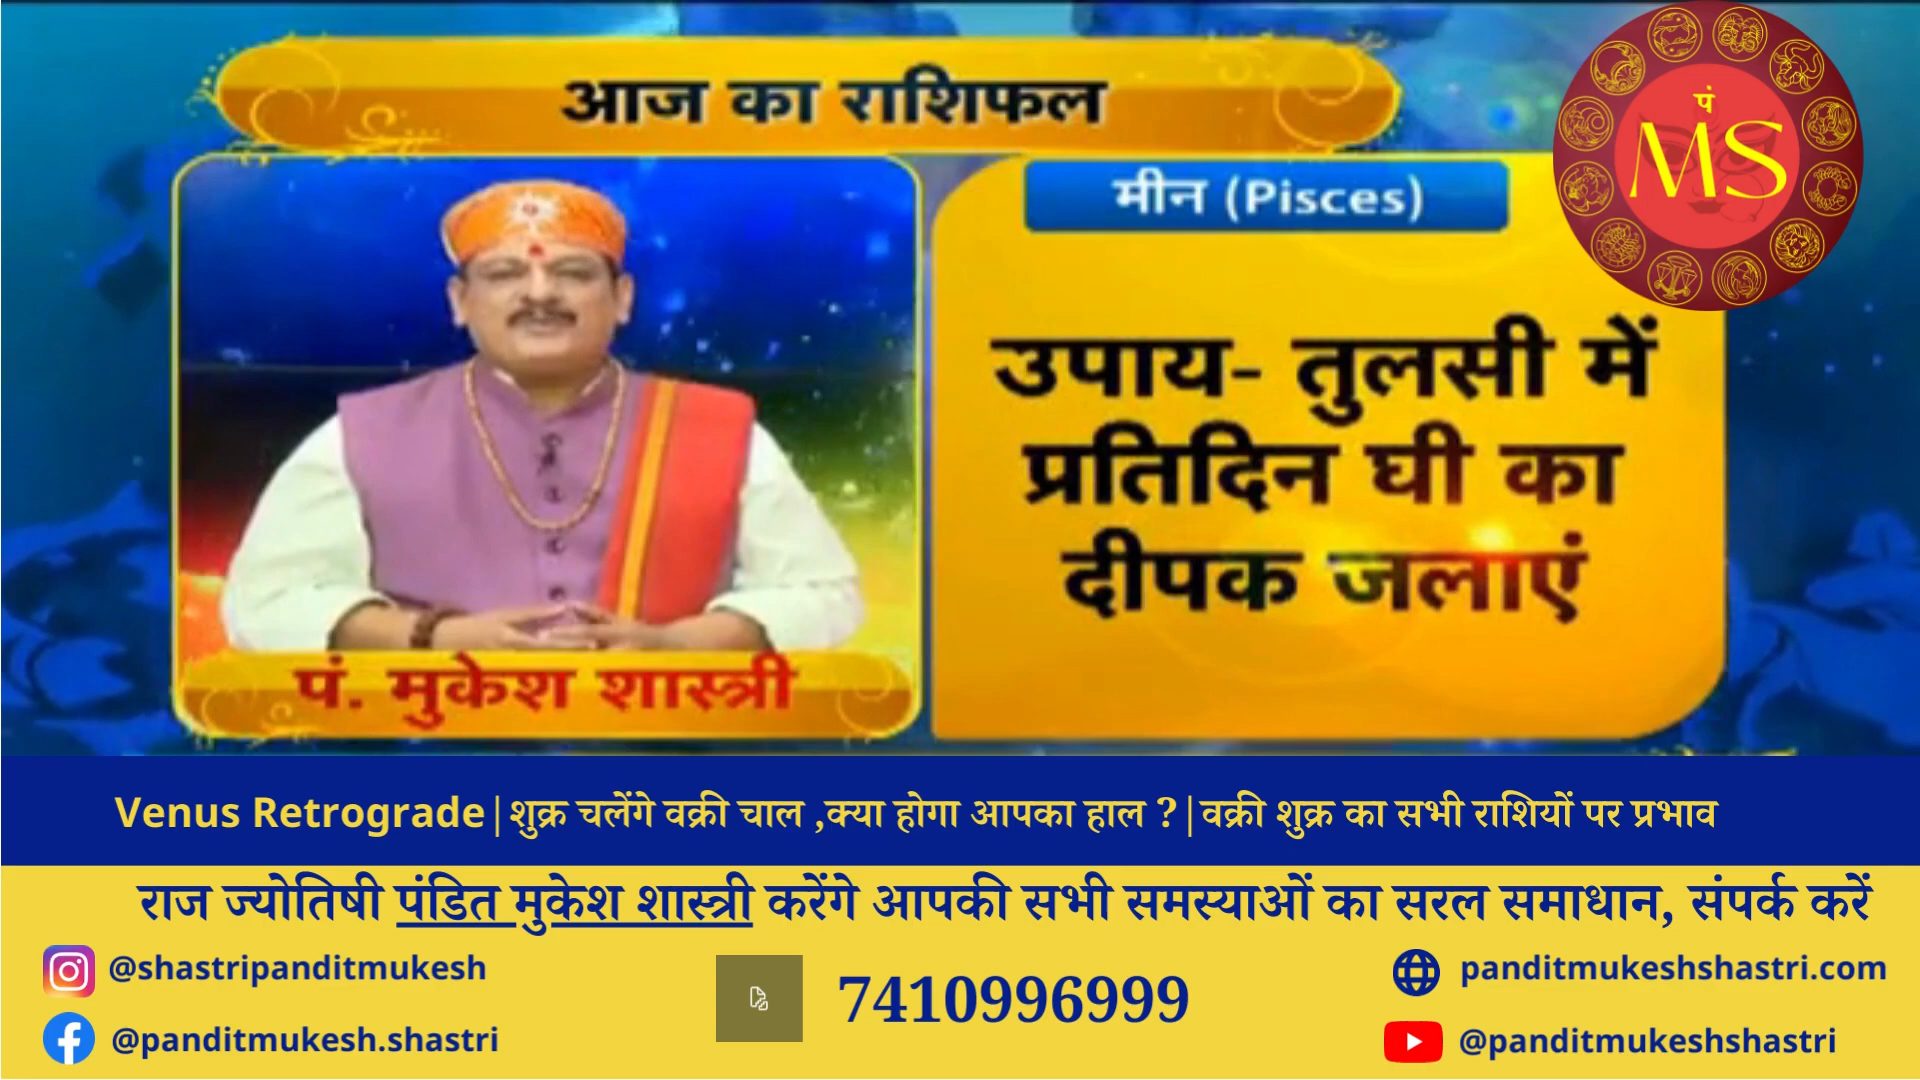 आज का राशिफल
पं
MS
मीन (Pisces)
उपाय- तुलसी में
प्रतिदिन घी का
दीपक जलाएं
पं. मुकेश शास्त्री
Venus Retrograde|शुक्र चलेंगे वक्री चाल ,क्या होगा आपका हाल ?|वक्री शुक्र का सभी राशियों पर प्रभाव
राज ज्योतिषी पंडित मुकेश शास्त्री करेंगे आपकी सभी समस्याओं का सरल समाधान, संपर्क करें
@shastripanditmukesh
@panditmukesh.shastri
7410996999
panditmukeshshastri.com
@panditmukeshshastri